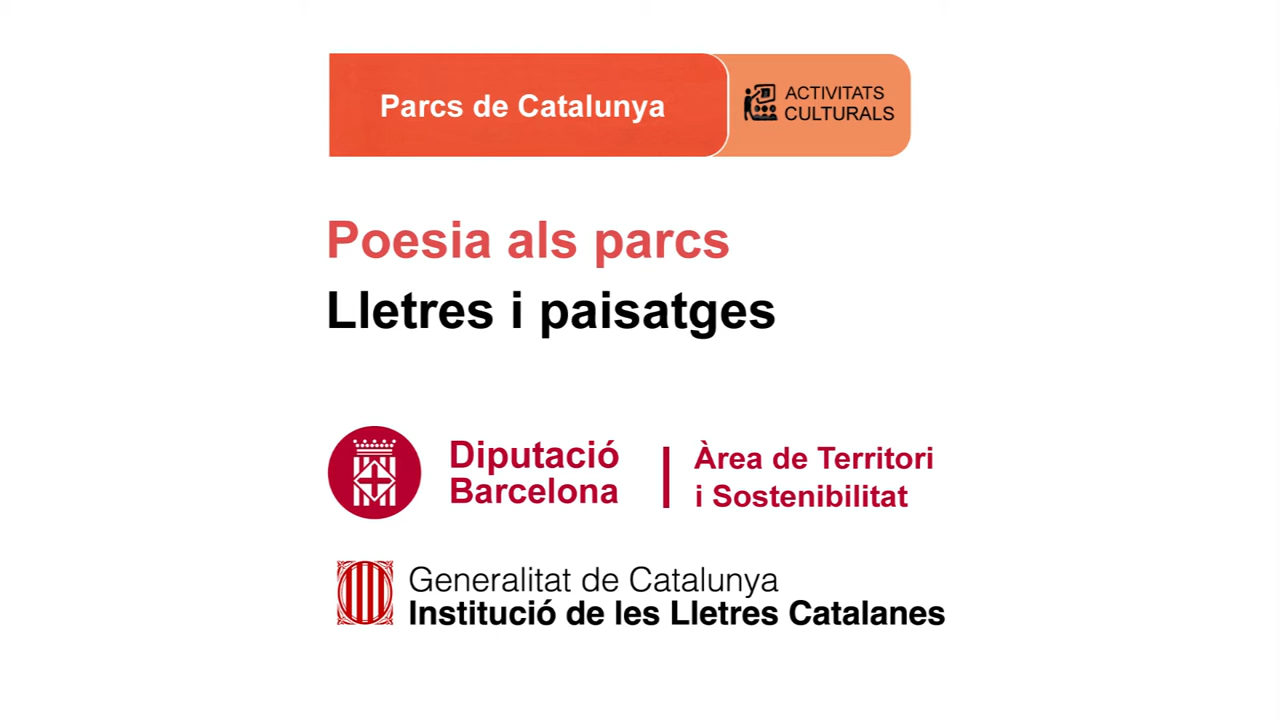 Parcs de Catalunya
ACTIVITATS
CULTURALS
Poesia als parcs
Lletres i paisatges
Diputació
Barcelona
Àrea de Territori
i Sostenibilitat
Generalitat de Catalunya
Institució de les Lletres Catalanes